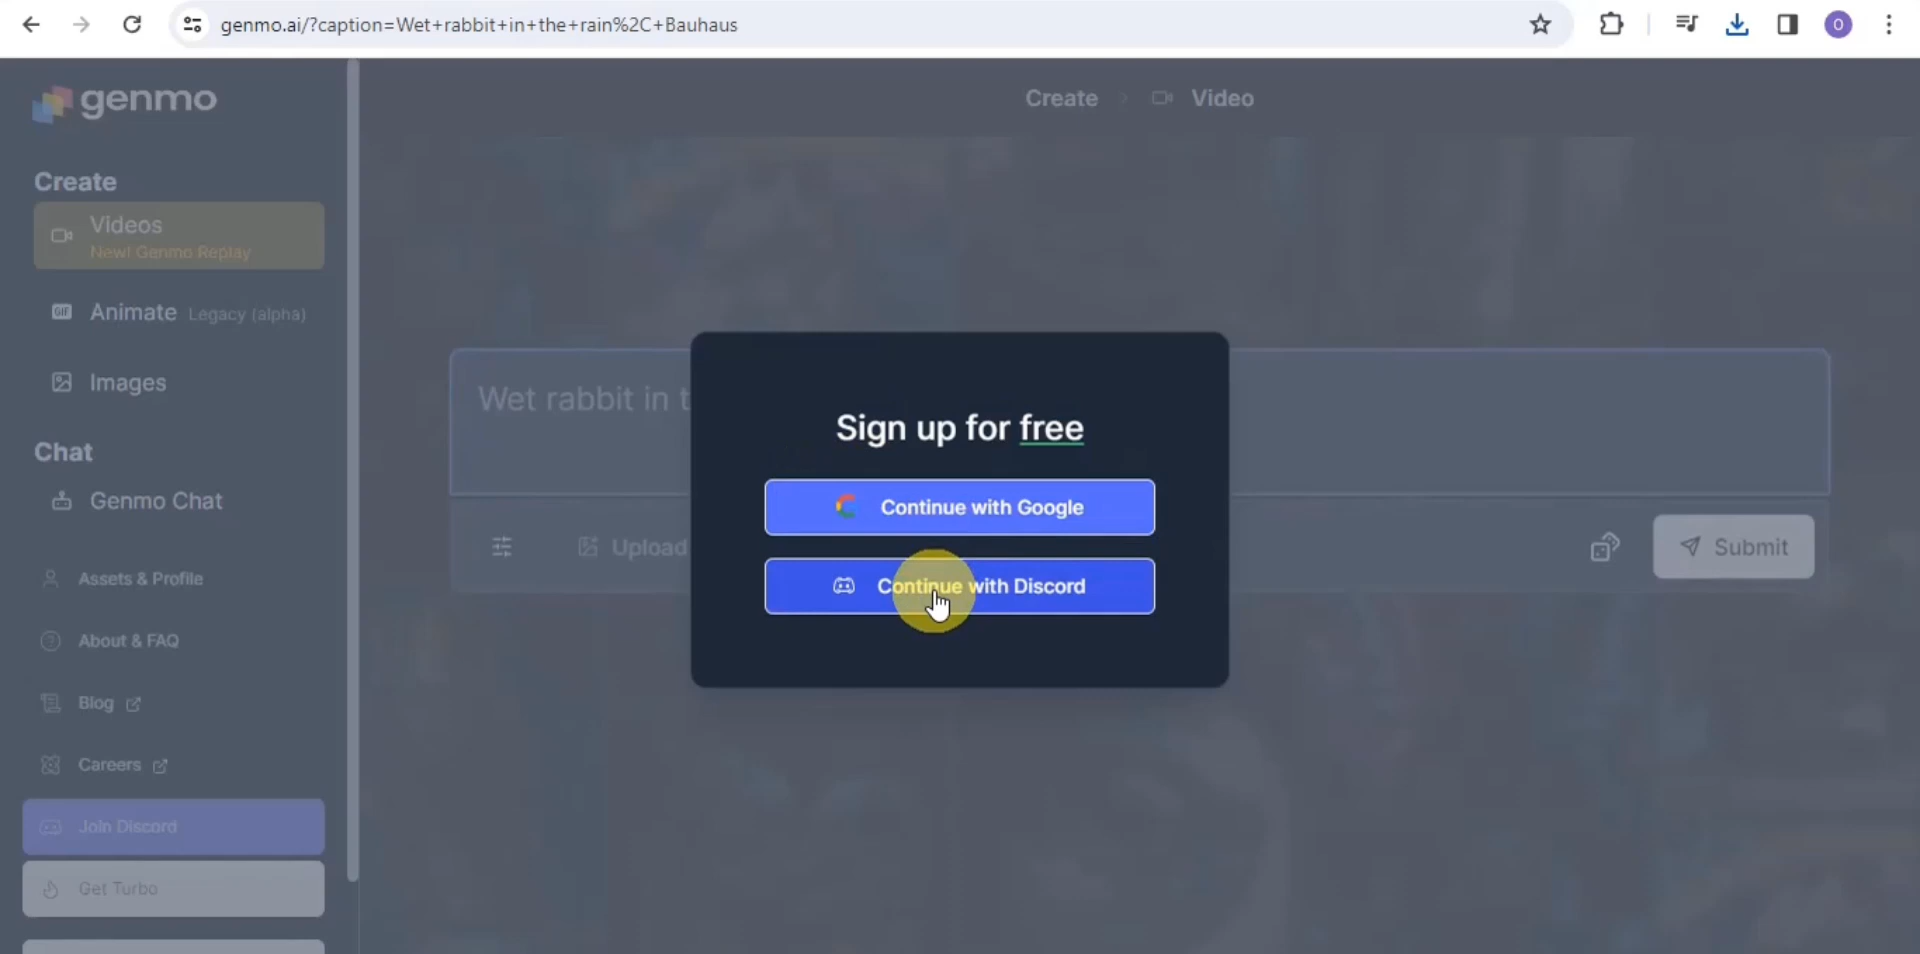 genmo.ai/?caption=Wet+rabbit+in+the+rain%2C+Bauhaus
O
genmo
Create
Videos
New! Genmo Replay
GIF
Animate Legacy (alpha)
Images
Chat
Genmo Chat
Assets & Profile
About & FAQ
Blog
Careers
Join Discord
Get Turbo
Create > Video
Wet rabbit in t
Upload
Submit
Sign up for free
Continue with Google
Continue with Discord